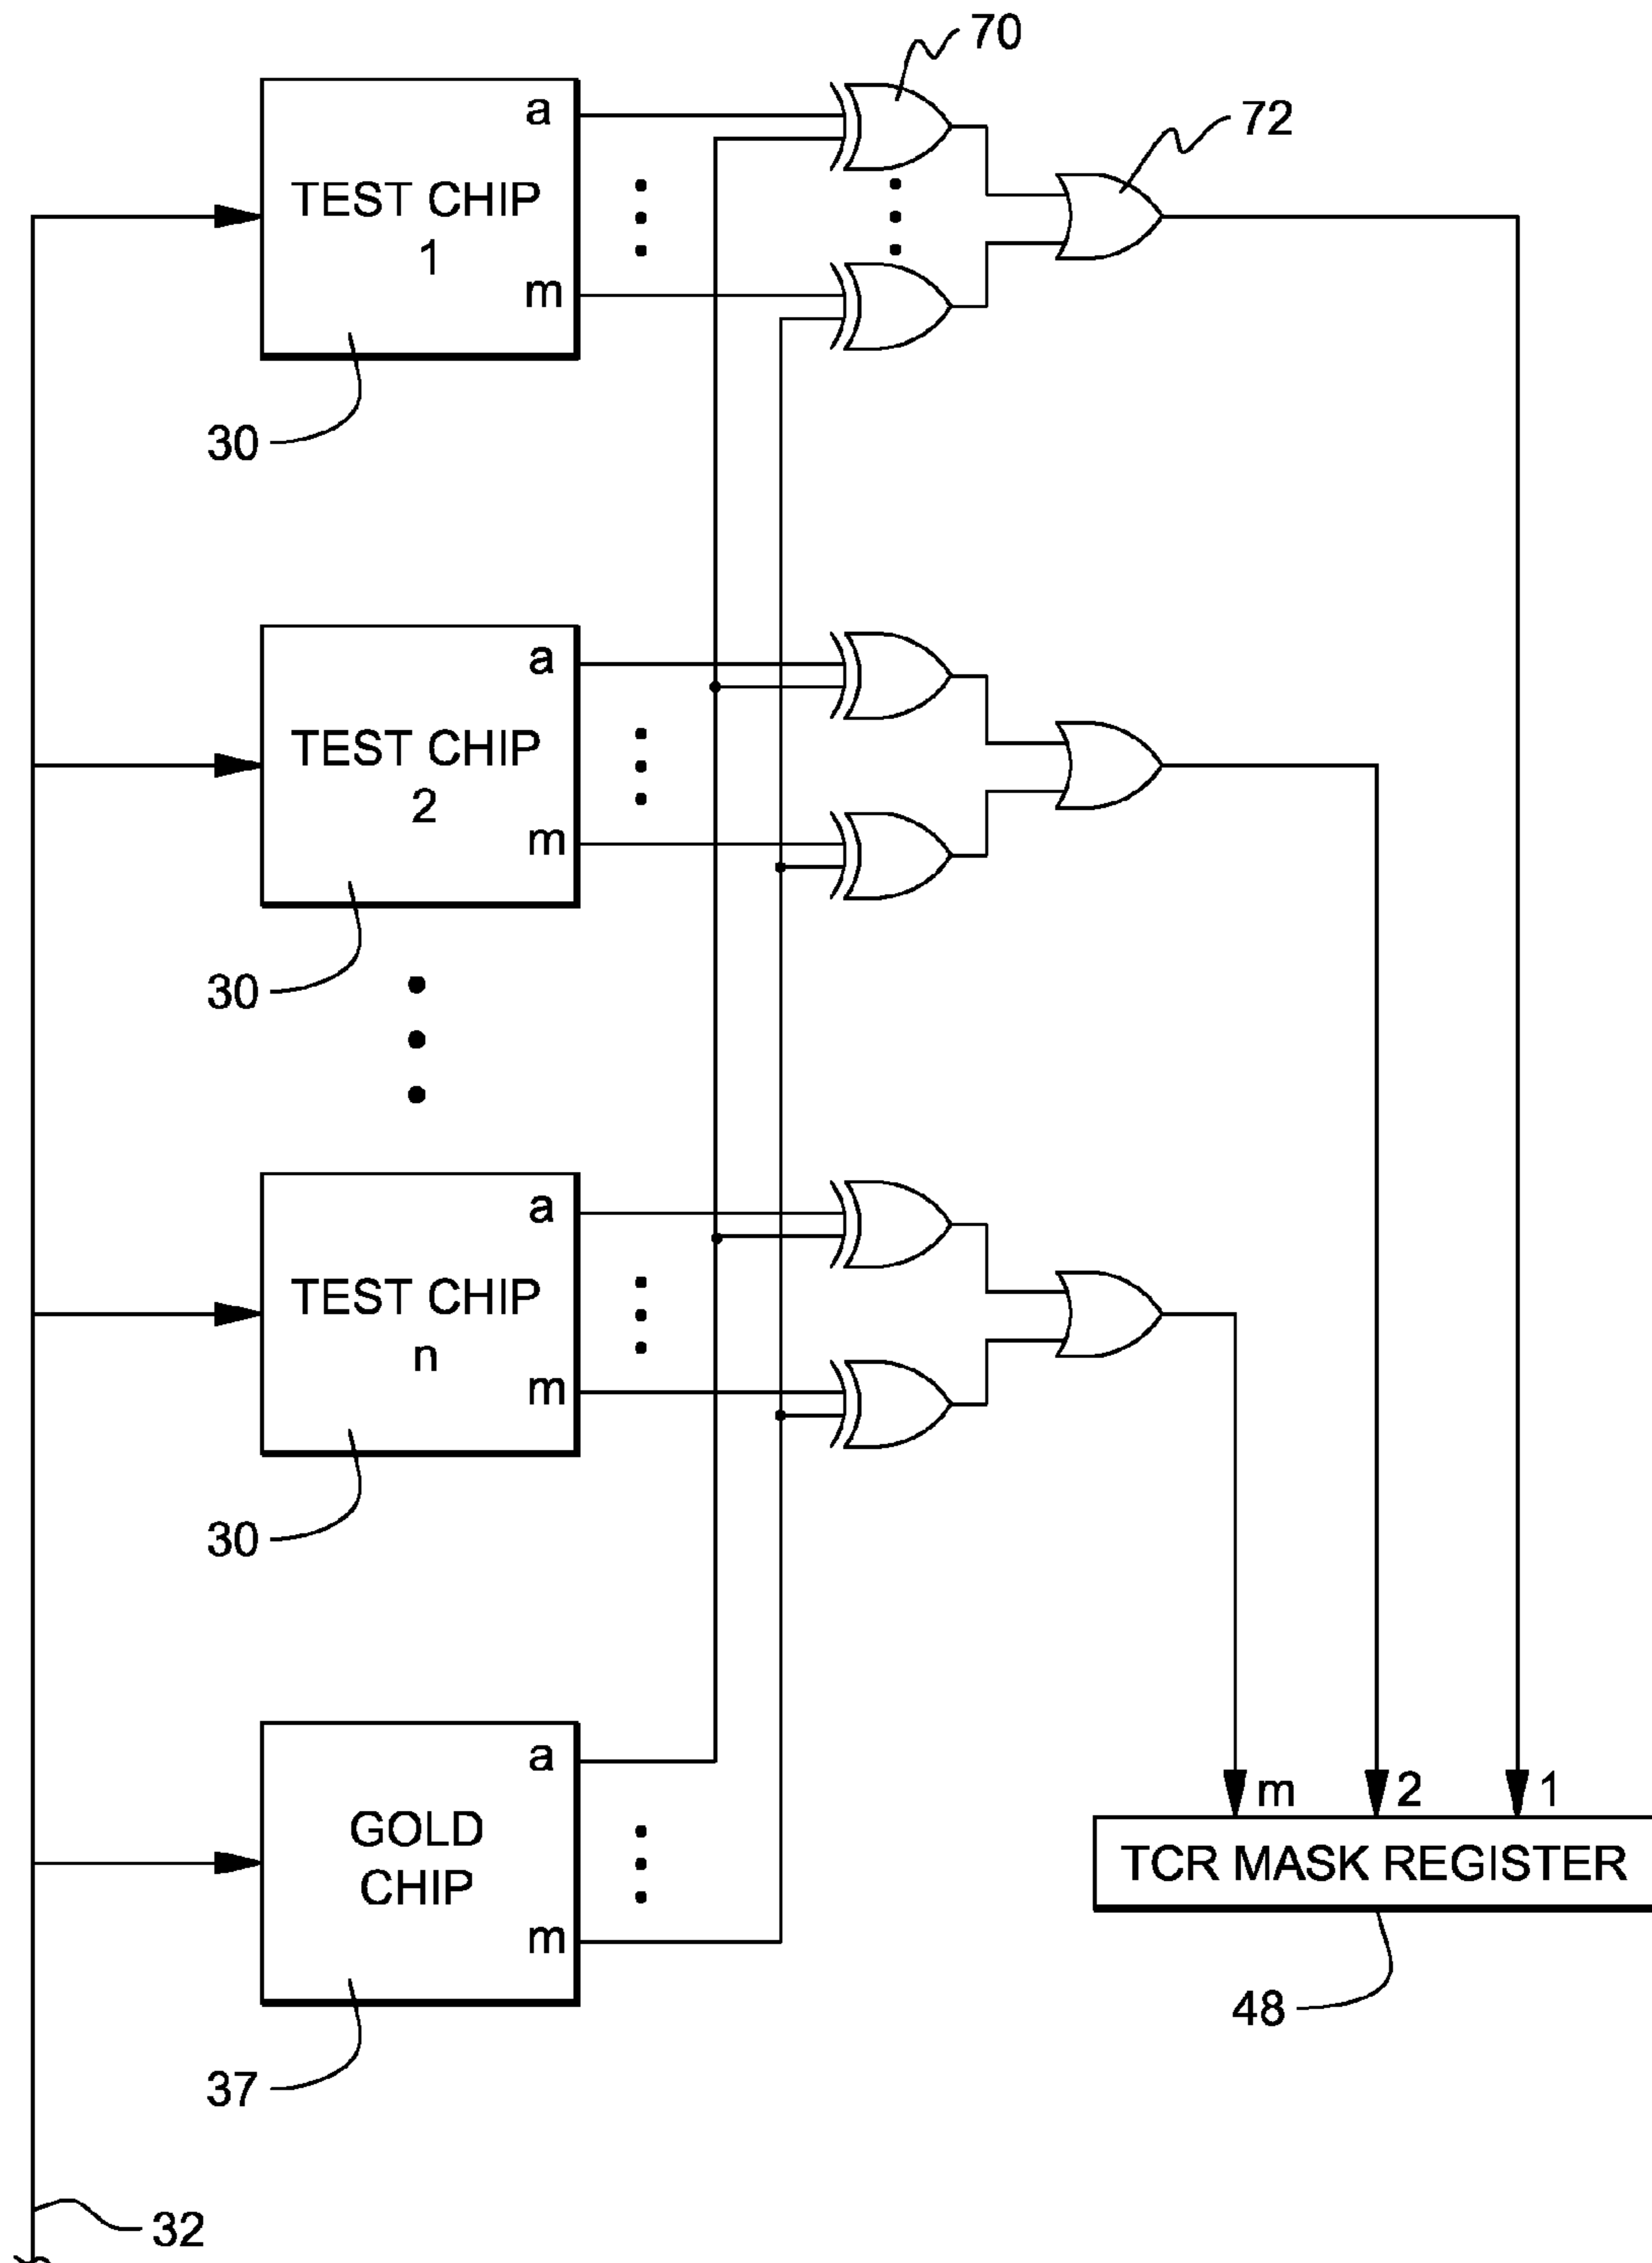 70
72
a
TEST CHIP
1
m
30
a
TEST CHIP
2
m
30
a
TEST CHIP
n
m
30
a
GOLD
CHIP
m
37
m 2 1
TCR MASK REGISTER
48
32